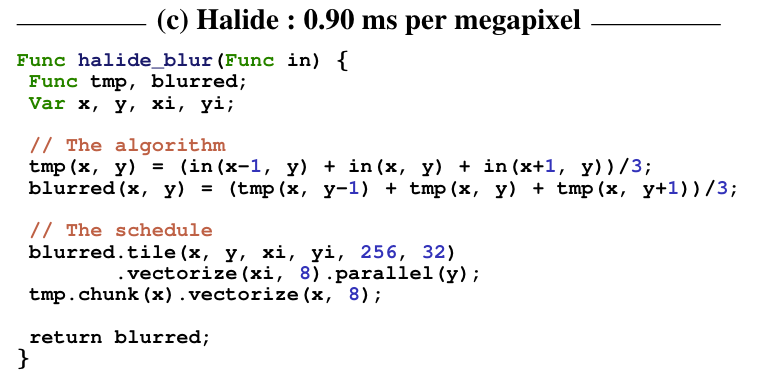 (c) Halide : 0.90 ms per megapixel
Func halide_blur(Func in) {
 Func tmp, blurred;
 Var x, y, xi, yi;

 // The algorithm
 tmp(x, y) = (in(x-1, y) + in(x, y) + in(x+1, y))/3;
 blurred(x, y) = (tmp(x, y-1) + tmp(x, y) + tmp(x, y+1))/3;

 // The schedule
 blurred.tile(x, y, xi, yi, 256, 32)
        .vectorize(xi, 8).parallel(y);
 tmp.chunk(x).vectorize(x, 8);

 return blurred;
}